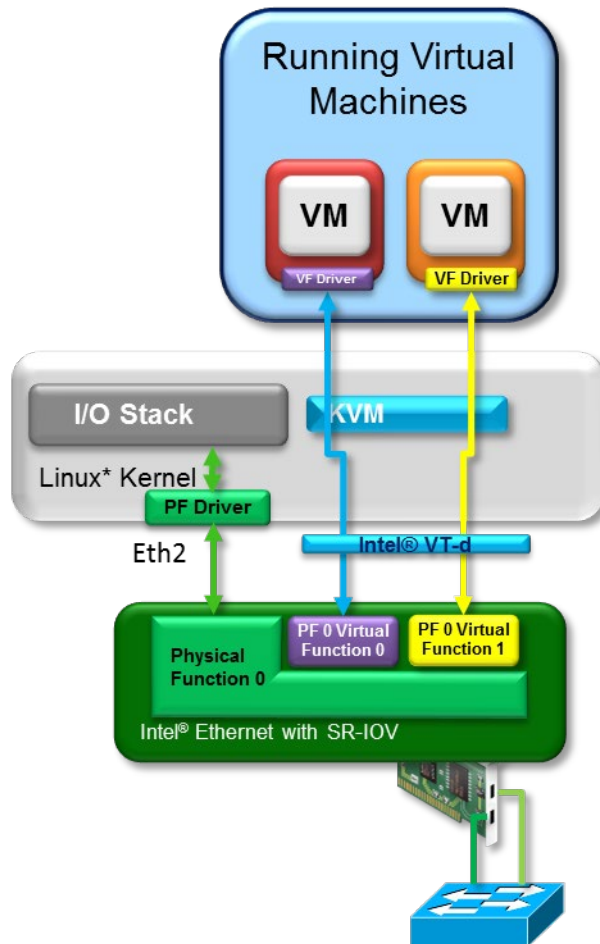 Running Virtual
Machines
VM
VM
VF Driver
VF Driver
I/O Stack
KVM
Linux* Kernel
PF Driver
Eth2
Intel® VT-d
Physical
Function 0
PF 0 Virtual
Function 0
PF 0 Virtual
Function 1
Intel® Ethernet with SR-IOV